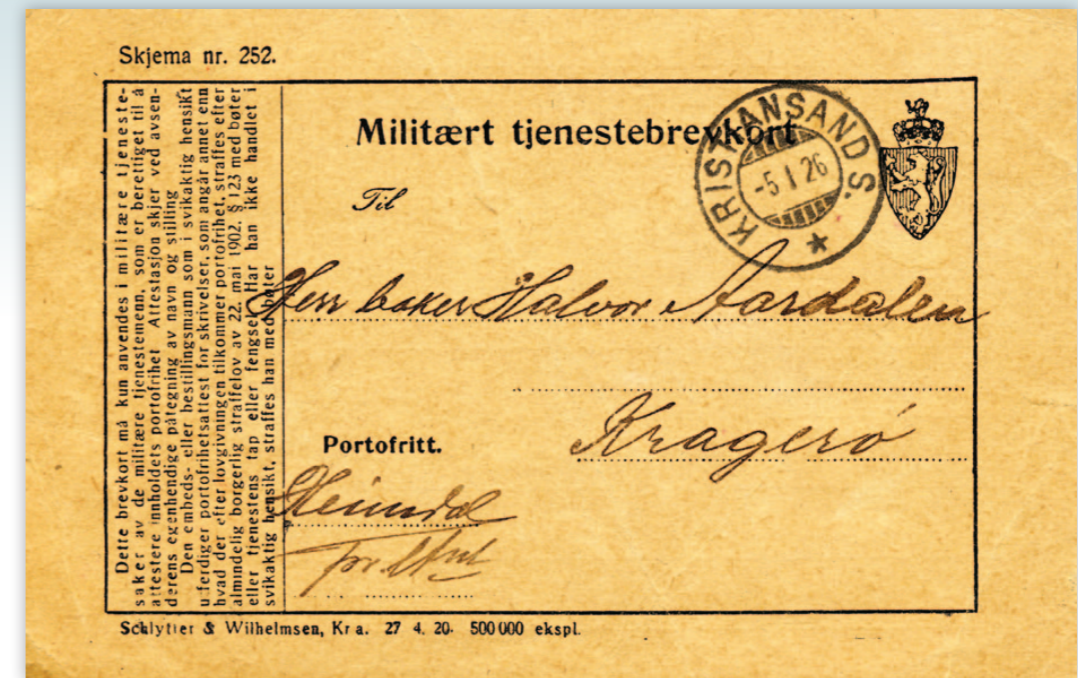 Skjema nr. 252.
Dette brevkort må kun anvendes i militære tjeneste-
saker av de militære tjenestemenn, som er berettiget til å
attestere innholdets portofrihet Attestasjon skjer ved avsen-
derens egenhendige påtegning av navn og stilling
Den embeds- eller bestillingsmann som i svikaktig hensikt
utferdiger portofrihetsattest for skrivelser, som angår annet enn
hvad der efter lovgivningen tilkommer portofrihet, straffes efter
almindelig borgerlig straffelov av 22. mai 1902. § 123 med bøter
eller tjenestens tap eller fengsel. Har han ikke handlet i
svikaktig hensikt, straffes han med bøter
Militært tjenestebrevkort
KRISTIANSAND S.
-5 1 26
Til
Herr baker Halvor Aardalen
Kragerö
Portofritt.
Heimdal
Schlytter & Wilhelmsen, Kra. 27 4. 20. 500 000 ekspl.